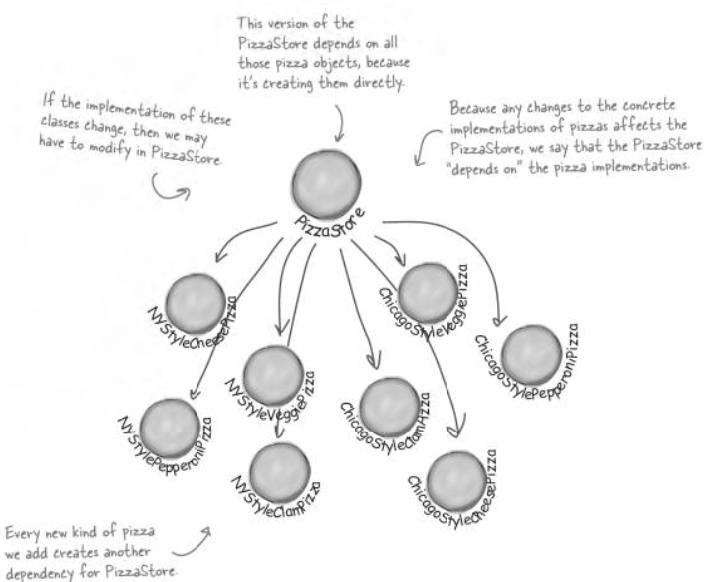 This version of the
PizzaStore depends on all
those pizza objects, because
it's creating them directly.
If the implementation of these
classes change, then we may
have to modify in PizzaStore.
Because any changes to the concrete
implementations of pizzas affects the
PizzaStore, we say that the PizzaStore
"depends on" the pizza implementations.
PizzaStore
NYStyleCheesePizza
ChicagoStyleVeggiePizza
ChicagoStylePepperoniPizza
NYStyleVeggiePizza
ChicagoStyleClamPizza
NYStylePepperoniPizza
NYStyleClamPizza
ChicagoStyleCheesePizza
Every new kind of pizza
we add creates another
dependency for PizzaStore.